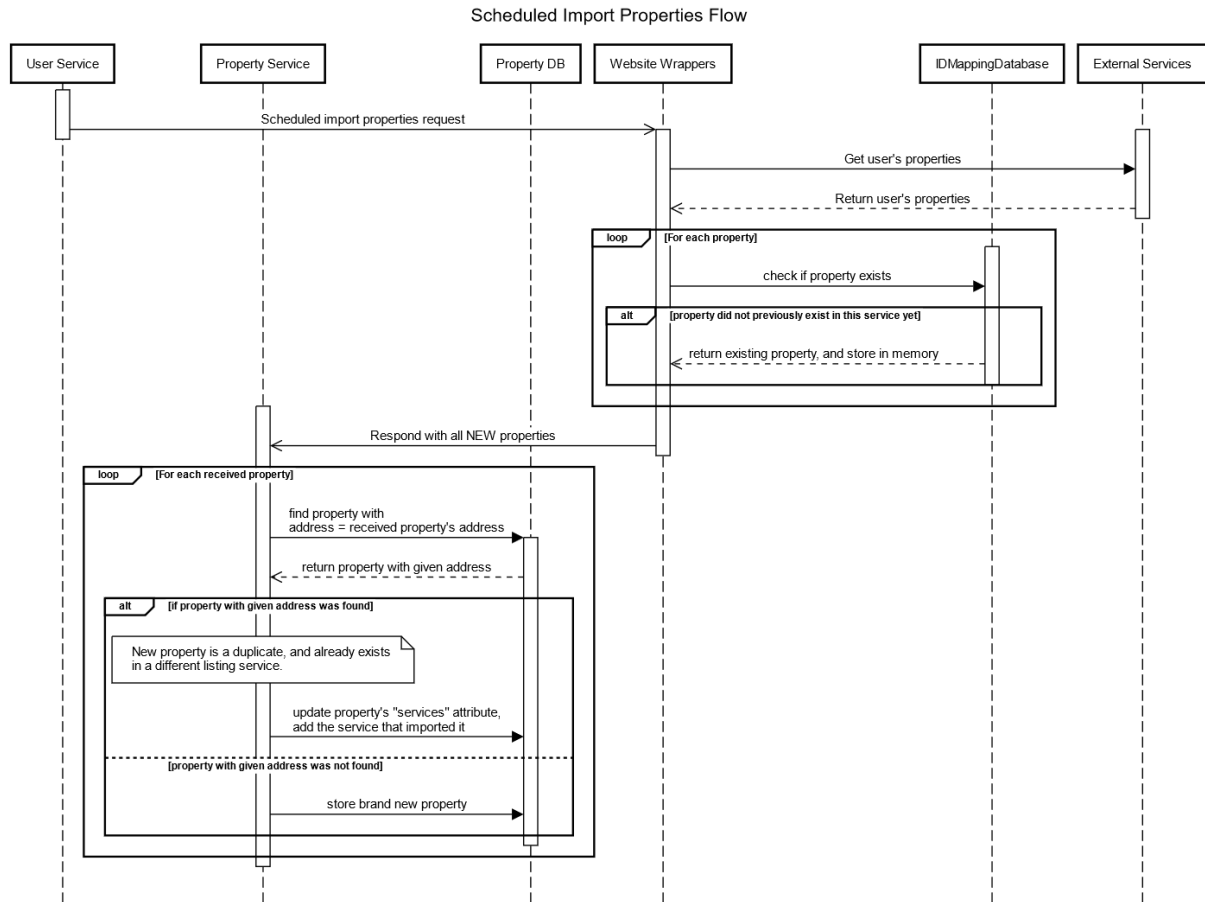 Scheduled Import Properties Flow
User Service
Property Service
Property DB
Website Wrappers
IDMappingDatabase
External Services
Scheduled import properties request
Get user's properties
Return user's properties
loop
[For each property]
check if property exists
alt
[property did not previously exist in this service yet]
return existing property, and store in memory
Respond with all NEW properties
loop
[For each received property]
find property with
address = received property's address
return property with given address
alt
[if property with given address was found]
New property is a duplicate, and already exists
in a different listing service.
update property's "services" attribute,
add the service that imported it
[property with given address was not found]
store brand new property